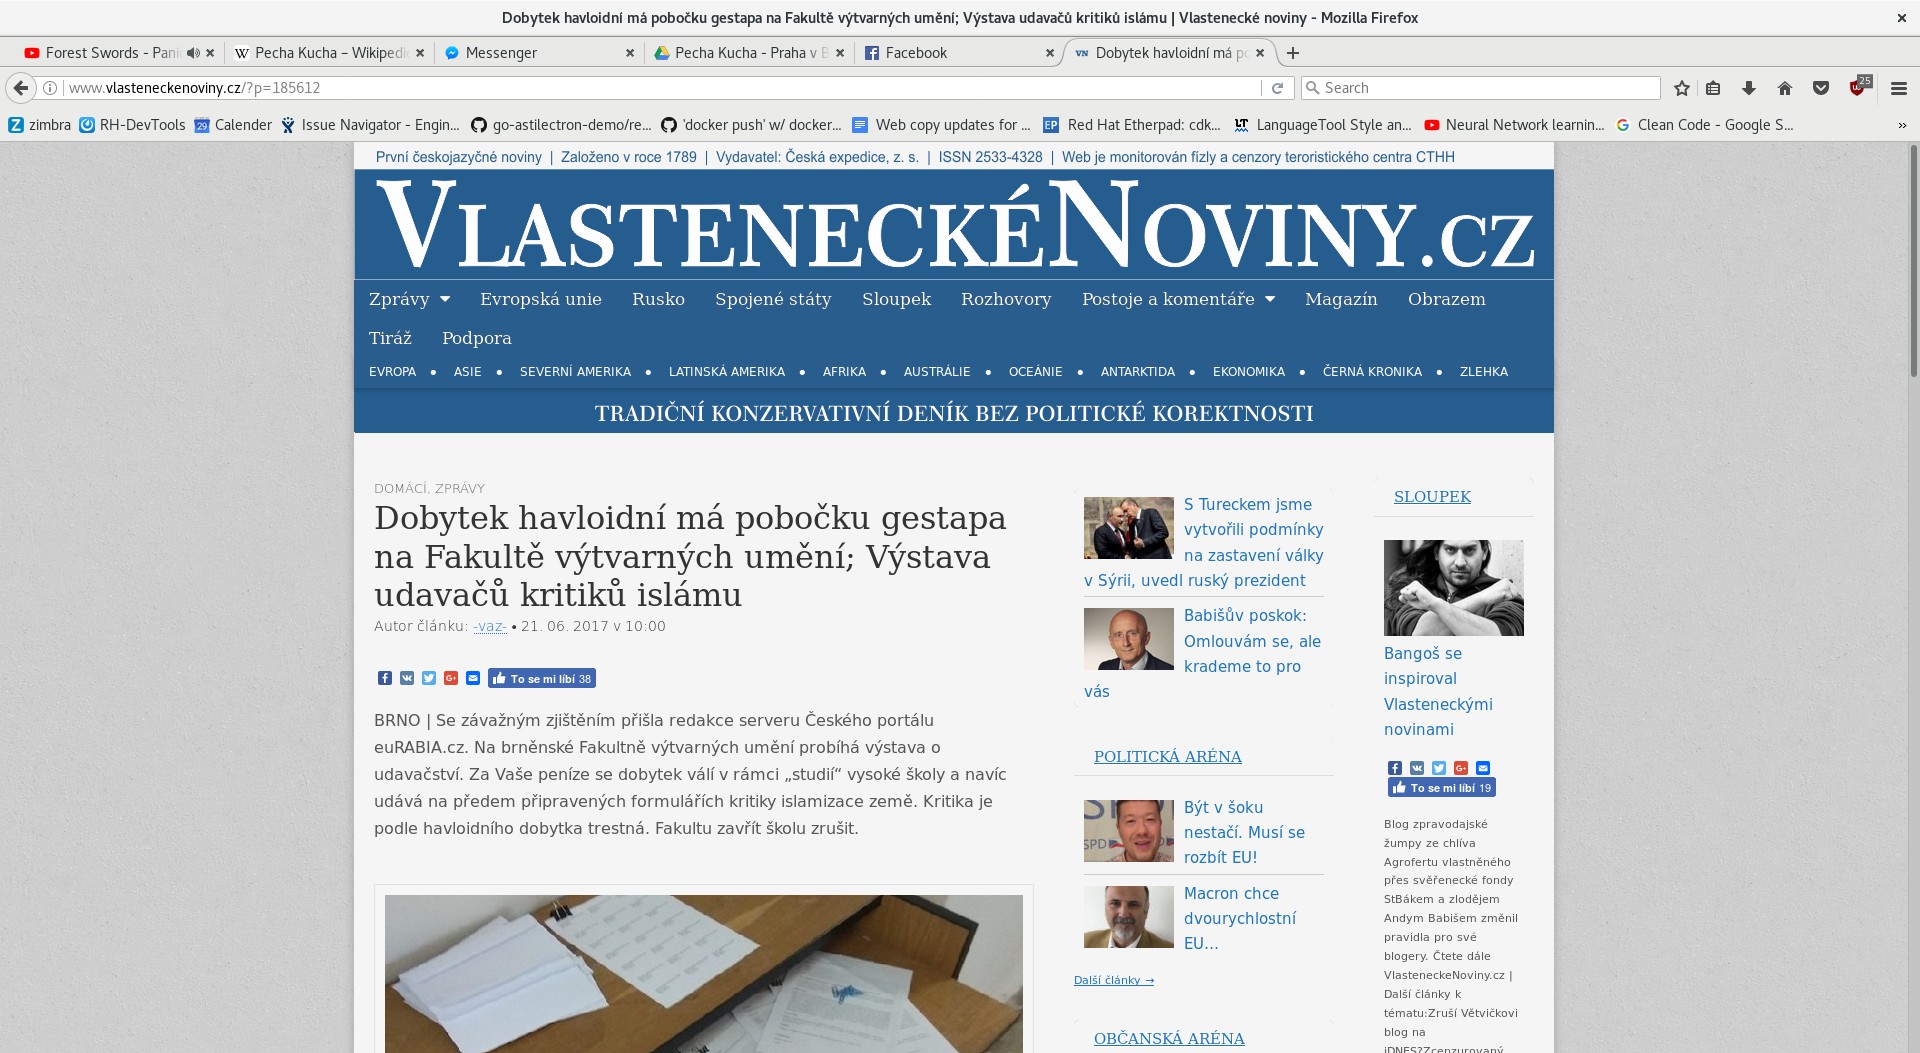 Dobytek havloidní má pobočku gestapa na Fakultě výtvarných umění; Výstava udavačů kritiků islámu | Vlastenecké noviny - Mozilla Firefox
Forest Swords - Pani
Pecha Kucha – Wikipedi
Messenger
Pecha Kucha - Praha v B
Facebook
Dobytek havloidní má po
www.vlasteneckenoviny.cz/?p=185612
Search
25
zimbra
RH-DevTools
29 Calender
Issue Navigator - Engin...
go-astilectron-demo/re...
'docker push' w/ docker...
Web copy updates for ...
EP Red Hat Etherpad: cdk...
LT LanguageTool Style an...
Neural Network learnin...
Clean Code - Google S...
První českojazyčné noviny | Založeno v roce 1789 | Vydavatel: Česká expedice, z. s. | ISSN 2533-4328 | Web je monitorován fízly a cenzory teroristického centra CTHH
VLASTENECKÉNOVINY.CZ
Zprávy Evropská unie Rusko Spojené státy Sloupek Rozhovory Postoje a komentáře Magazín Obrazem
Tiráž Podpora
EVROPA • ASIE • SEVERNÍ AMERIKA • LATINSKÁ AMERIKA • AFRIKA • AUSTRÁLIE • OCEÁNIE • ANTARKTIDA • EKONOMIKA • ČERNÁ KRONIKA • ZLEHKA
TRADIČNÍ KONZERVATIVNÍ DENÍK BEZ POLITICKÉ KOREKTNOSTI
DOMÁCÍ, ZPRÁVY
Dobytek havloidní má pobočku gestapa
na Fakultě výtvarných umění; Výstava
udavačů kritiků islámu
Autor článku: -vaz- • 21. 06. 2017 v 10:00
To se mi líbí 38
BRNO | Se závažným zjištěním přišla redakce serveru Českého portálu
euRABIA.cz. Na brněnské Fakultně výtvarných umění probíhá výstava o
udavačství. Za Vaše peníze se dobytek válí v rámci „studií“ vysoké školy a navíc
udává na předem připravených formulářích kritiky islamizace země. Kritika je
podle havloidního dobytka trestná. Fakultu zavřít školu zrušit.
S Tureckem jsme
vytvořili podmínky
na zastavení války
v Sýrii, uvedl ruský prezident
Babišův poskok:
Omlouvám se, ale
krademe to pro
vás
POLITICKÁ ARÉNA
SPD
Být v šoku
nestačí. Musí se
rozbít EU!
Macron chce
dvourychlostní
EU...
Další články →
OBČANSKÁ ARÉNA
SLOUPEK
Bangoš se
inspiroval
Vlasteneckými
novinami
To se mi líbí 19
Blog zpravodajské
žumpy ze chlíva
Agrofertu vlastněného
přes svěřenecké fondy
StBákem a zlodějem
Andym Babišem změnil
pravidla pro své
blogery. Čtete dále
VlasteneckeNoviny.cz |
Další články k
tématu:Zruší Větvičkovi
blog na
iDNES?Zcenzurovaný